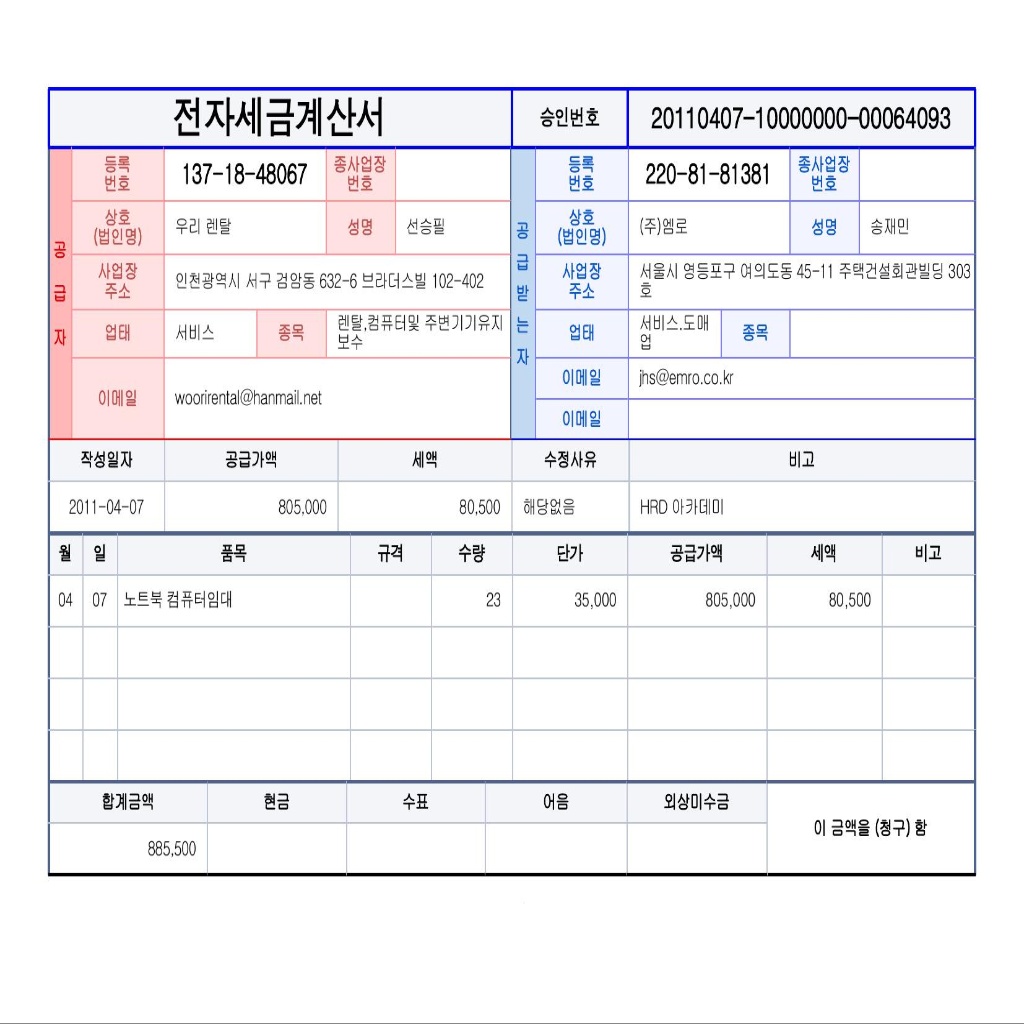 전자세금계산서 승인번호 20110407-10000000-00064093
공급자
등록번호 137-18-48067 종사업장번호
상호(법인명) 우리 렌탈 성명 선승필
사업장주소 인천광역시 서구 검암동 632-6 브라더스빌 102-402
업태 서비스 종목 렌탈,컴퓨터및 주변기기유지보수
이메일 woorirental@hanmail.net
공급받는자
등록번호 220-81-81381 종사업장번호
상호(법인명) (주)엠로 성명 송재민
사업장주소 서울시 영등포구 여의도동 45-11 주택건설회관빌딩 303호
업태 서비스.도매업 종목
이메일 jhs@emro.co.kr
이메일
작성일자 공급가액 세액 수정사유 비고
2011-04-07 805,000 80,500 해당없음 HRD 아카데미
월 일 품목 규격 수량 단가 공급가액 세액 비고
04 07 노트북 컴퓨터임대 23 35,000 805,000 80,500
합계금액 현금 수표 어음 외상미수금 이 금액을 (청구) 함
885,500